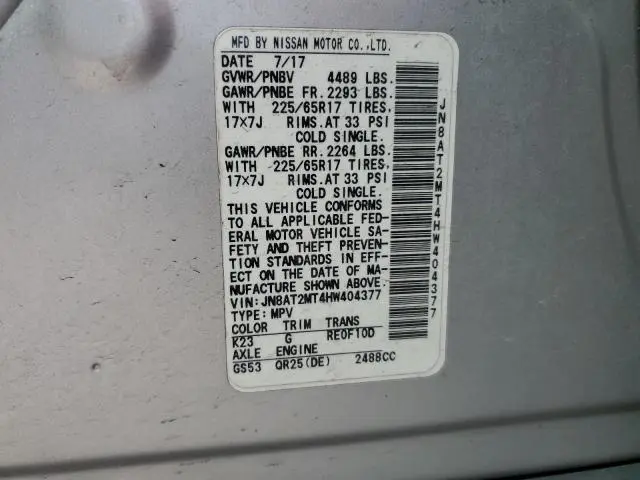 MFD BY NISSAN MOTOR CO.,LTD.
DATE 7/17
GVWR/PNBV 4489 LBS.
GAWR/PNBE FR. 2293 LBS.
WITH 225/65R17 TIRES,
17×7J RIMS.AT 33 PSI
COLD SINGLE.
GAWR/PNBE RR. 2264 LBS.
WITH 225/65R17 TIRES,
17×7J RIMS.AT 33 PSI
COLD SINGLE.
THIS VEHICLE CONFORMS
TO ALL APPLICABLE FED-
ERAL MOTOR VEHICLE SA-
FETY AND THEFT PREVEN-
TION STANDARDS IN EFF-
ECT ON THE DATE OF MA-
NUFACTURE SHOWN ABOVE.
VIN:JN8AT2MT4HW404377
TYPE:MPV
COLOR TRIM TRANS
K23 G RE0F10D
AXLE ENGINE
GS53 QR25(DE) 2488CC
JN8AT2MT4HW404377